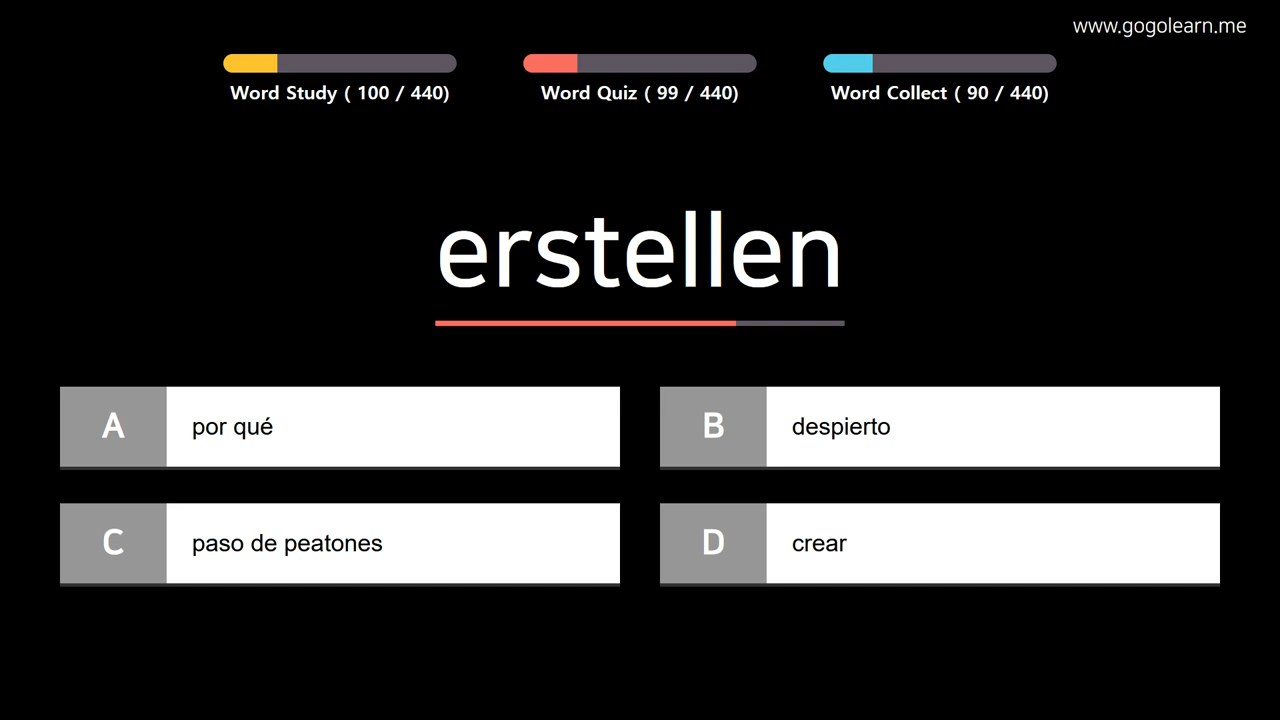 www.gogolearn.me
Word Study ( 100 / 440)
Word Quiz ( 99 / 440)
Word Collect ( 90 / 440)
erstellen
A por qué
B despierto
C paso de peatones
D crear